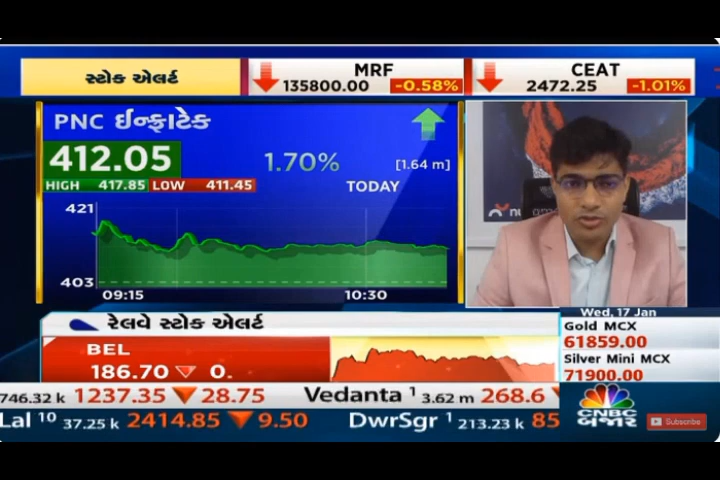 સ્ટોક એલર્ટ
MRF
135800.00 -0.58%
CEAT
2472.25 -1.01%
PNC ઈન્ફ્રાટેક
412.05 1.70% [1.64 m]
HIGH 417.85 LOW 411.45 TODAY
421
403
09:15 10:30
રેલવે સ્ટોક એલર્ટ
BEL
186.70 0.
Wed, 17 Jan
Gold MCX
61859.00
Silver Mini MCX
71900.00
746.32 k 1237.35 28.75 Vedanta 1 3.62 m 268.6
Lal 10 37.25 k 2414.85 9.50 DwrSgr 1 213.23 k 85
CNBC
બજાર
Subscribe